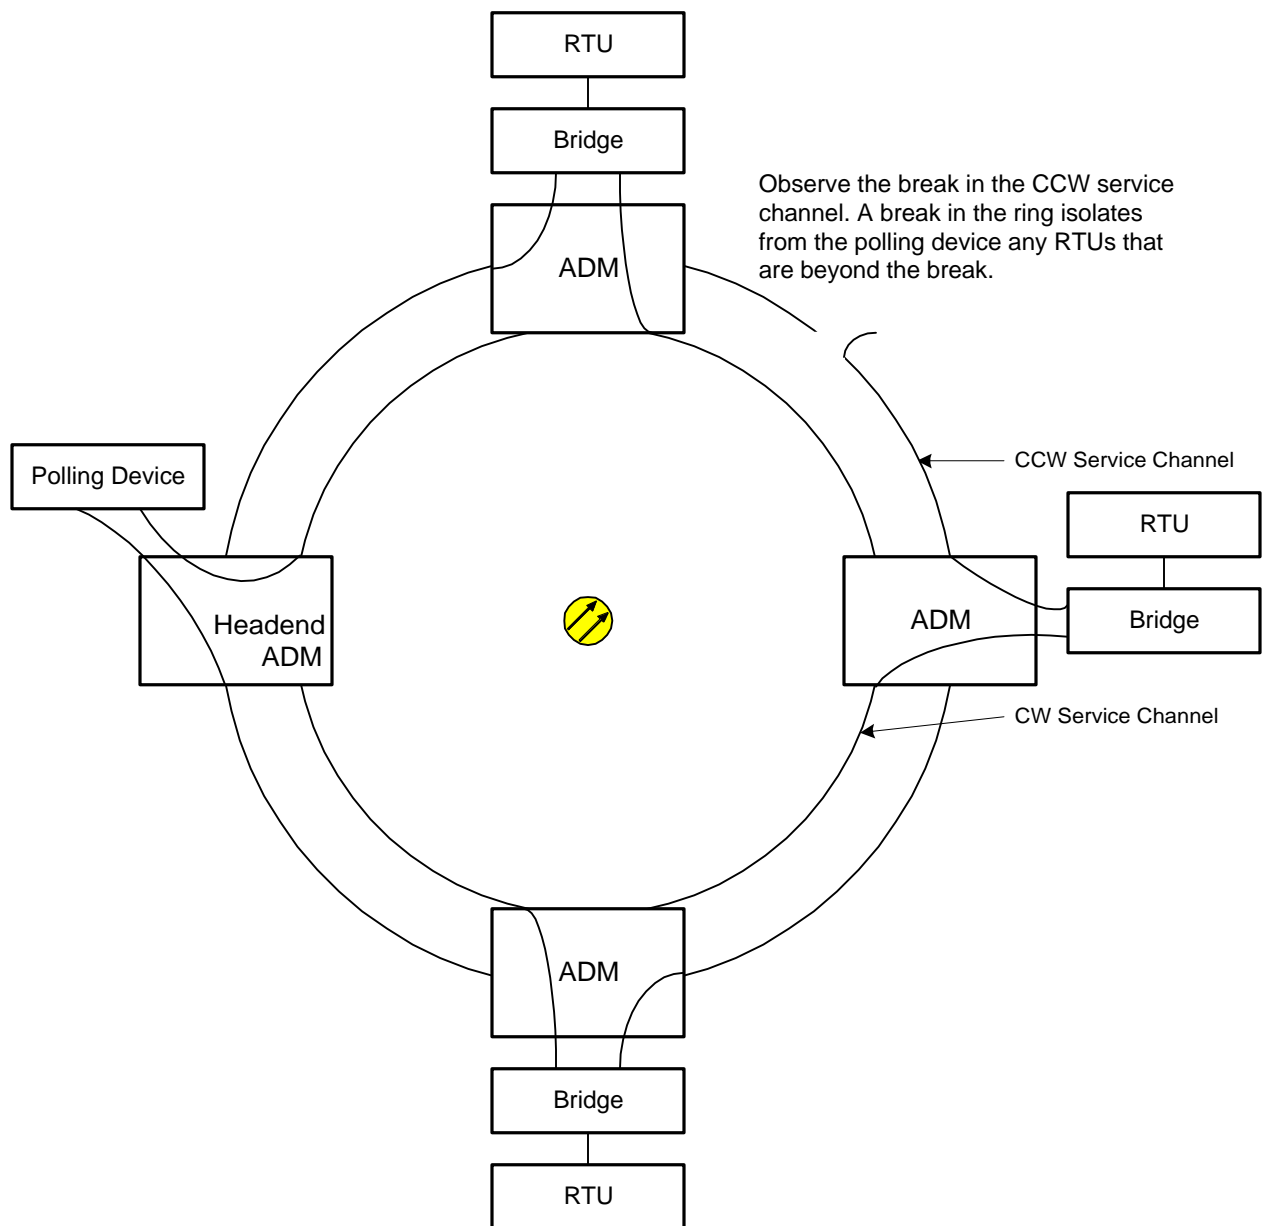 RTU
Bridge
Observe the break in the CCW service
channel. A break in the ring isolates
from the polling device any RTUs that
are beyond the break.
ADM
CCW Service Channel
Polling Device
RTU
Headend
ADM
ADM
Bridge
CW Service Channel
ADM
Bridge
RTU